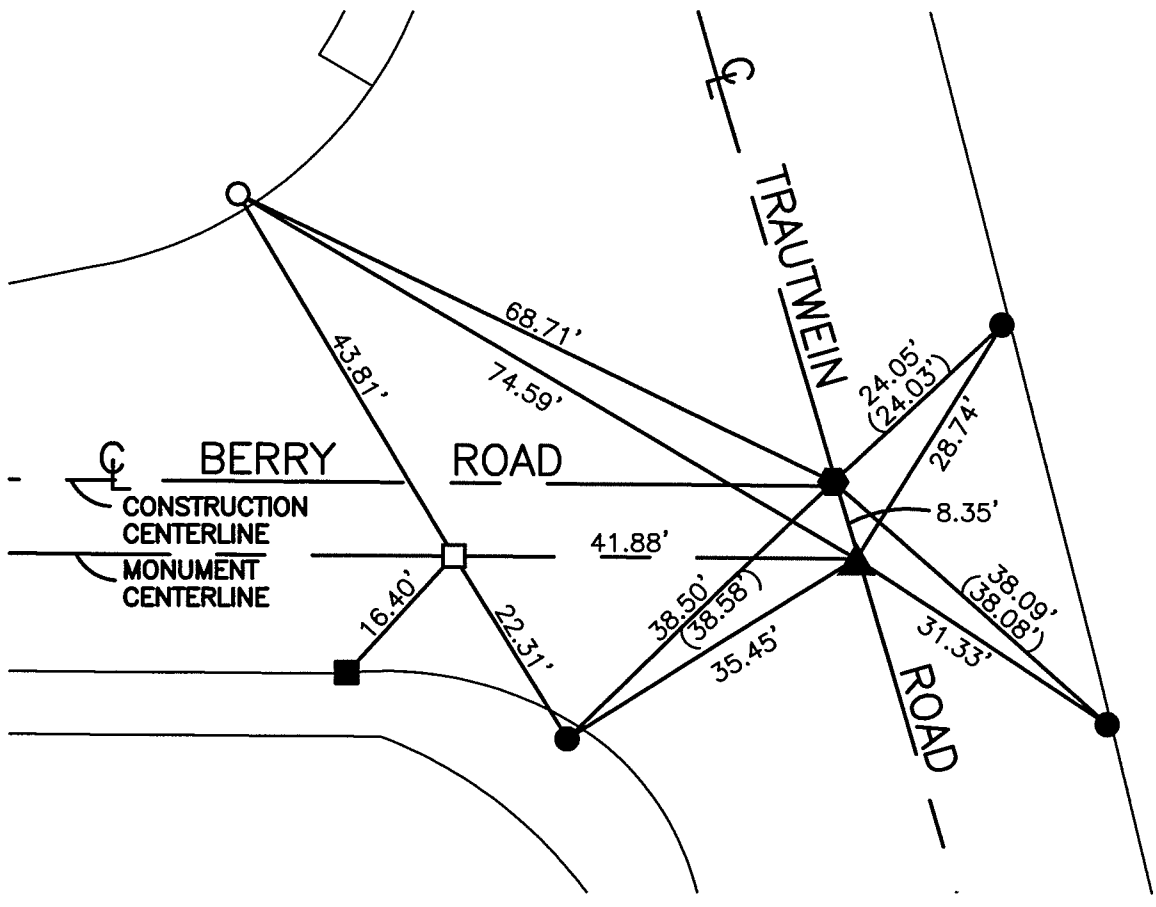 ℄
TRAUTWEIN
68.71'
43.81'
74.59'
24.05'
(24.03')
28.74'
℄
BERRY ROAD
CONSTRUCTION
CENTERLINE
8.35'
41.88'
MONUMENT
CENTERLINE
16.40'
22.31'
38.50'
(38.58')
35.45'
38.09'
(38.08')
31.33'
ROAD